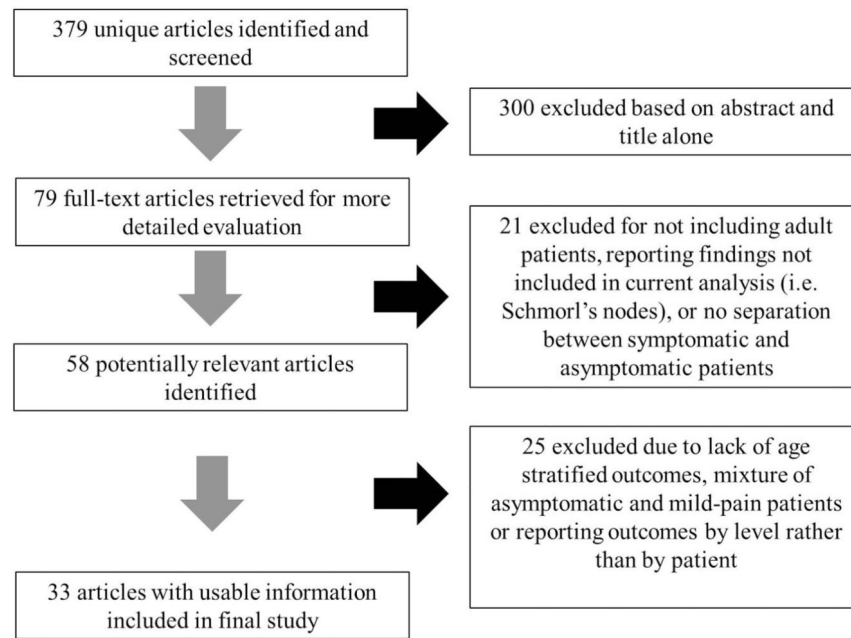 379 unique articles identified and
screened
300 excluded based on abstract and
title alone
79 full-text articles retrieved for more
detailed evaluation
21 excluded for not including adult
patients, reporting findings not
included in current analysis (i.e.
Schmorl’s nodes), or no separation
between symptomatic and
asymptomatic patients
58 potentially relevant articles
identified
25 excluded due to lack of age
stratified outcomes, mixture of
asymptomatic and mild-pain patients
or reporting outcomes by level rather
than by patient
33 articles with usable information
included in final study